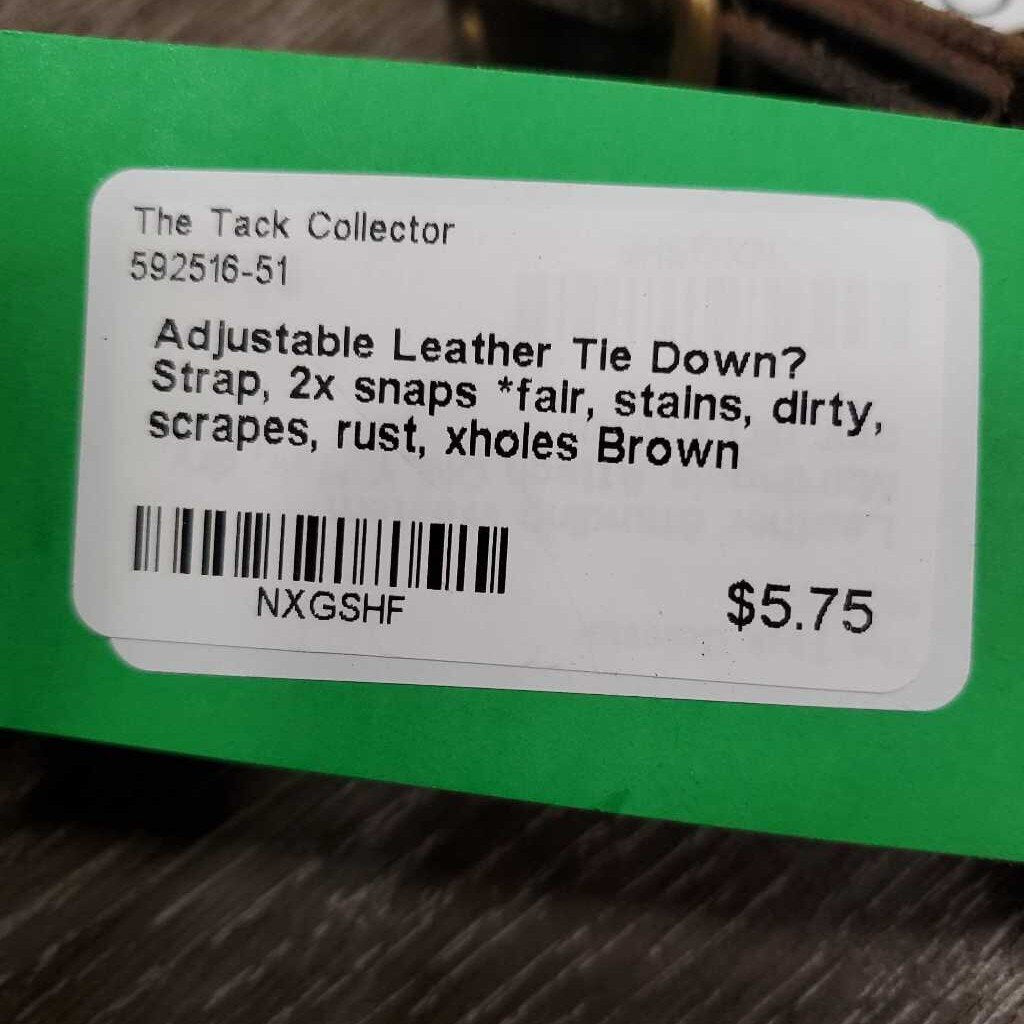 The Tack Collector
592516-51
Adjustable Leather Tie Down?
Strap, 2x snaps *fair, stains, dirty,
scrapes, rust, xholes Brown
NXGSHF
$5.75